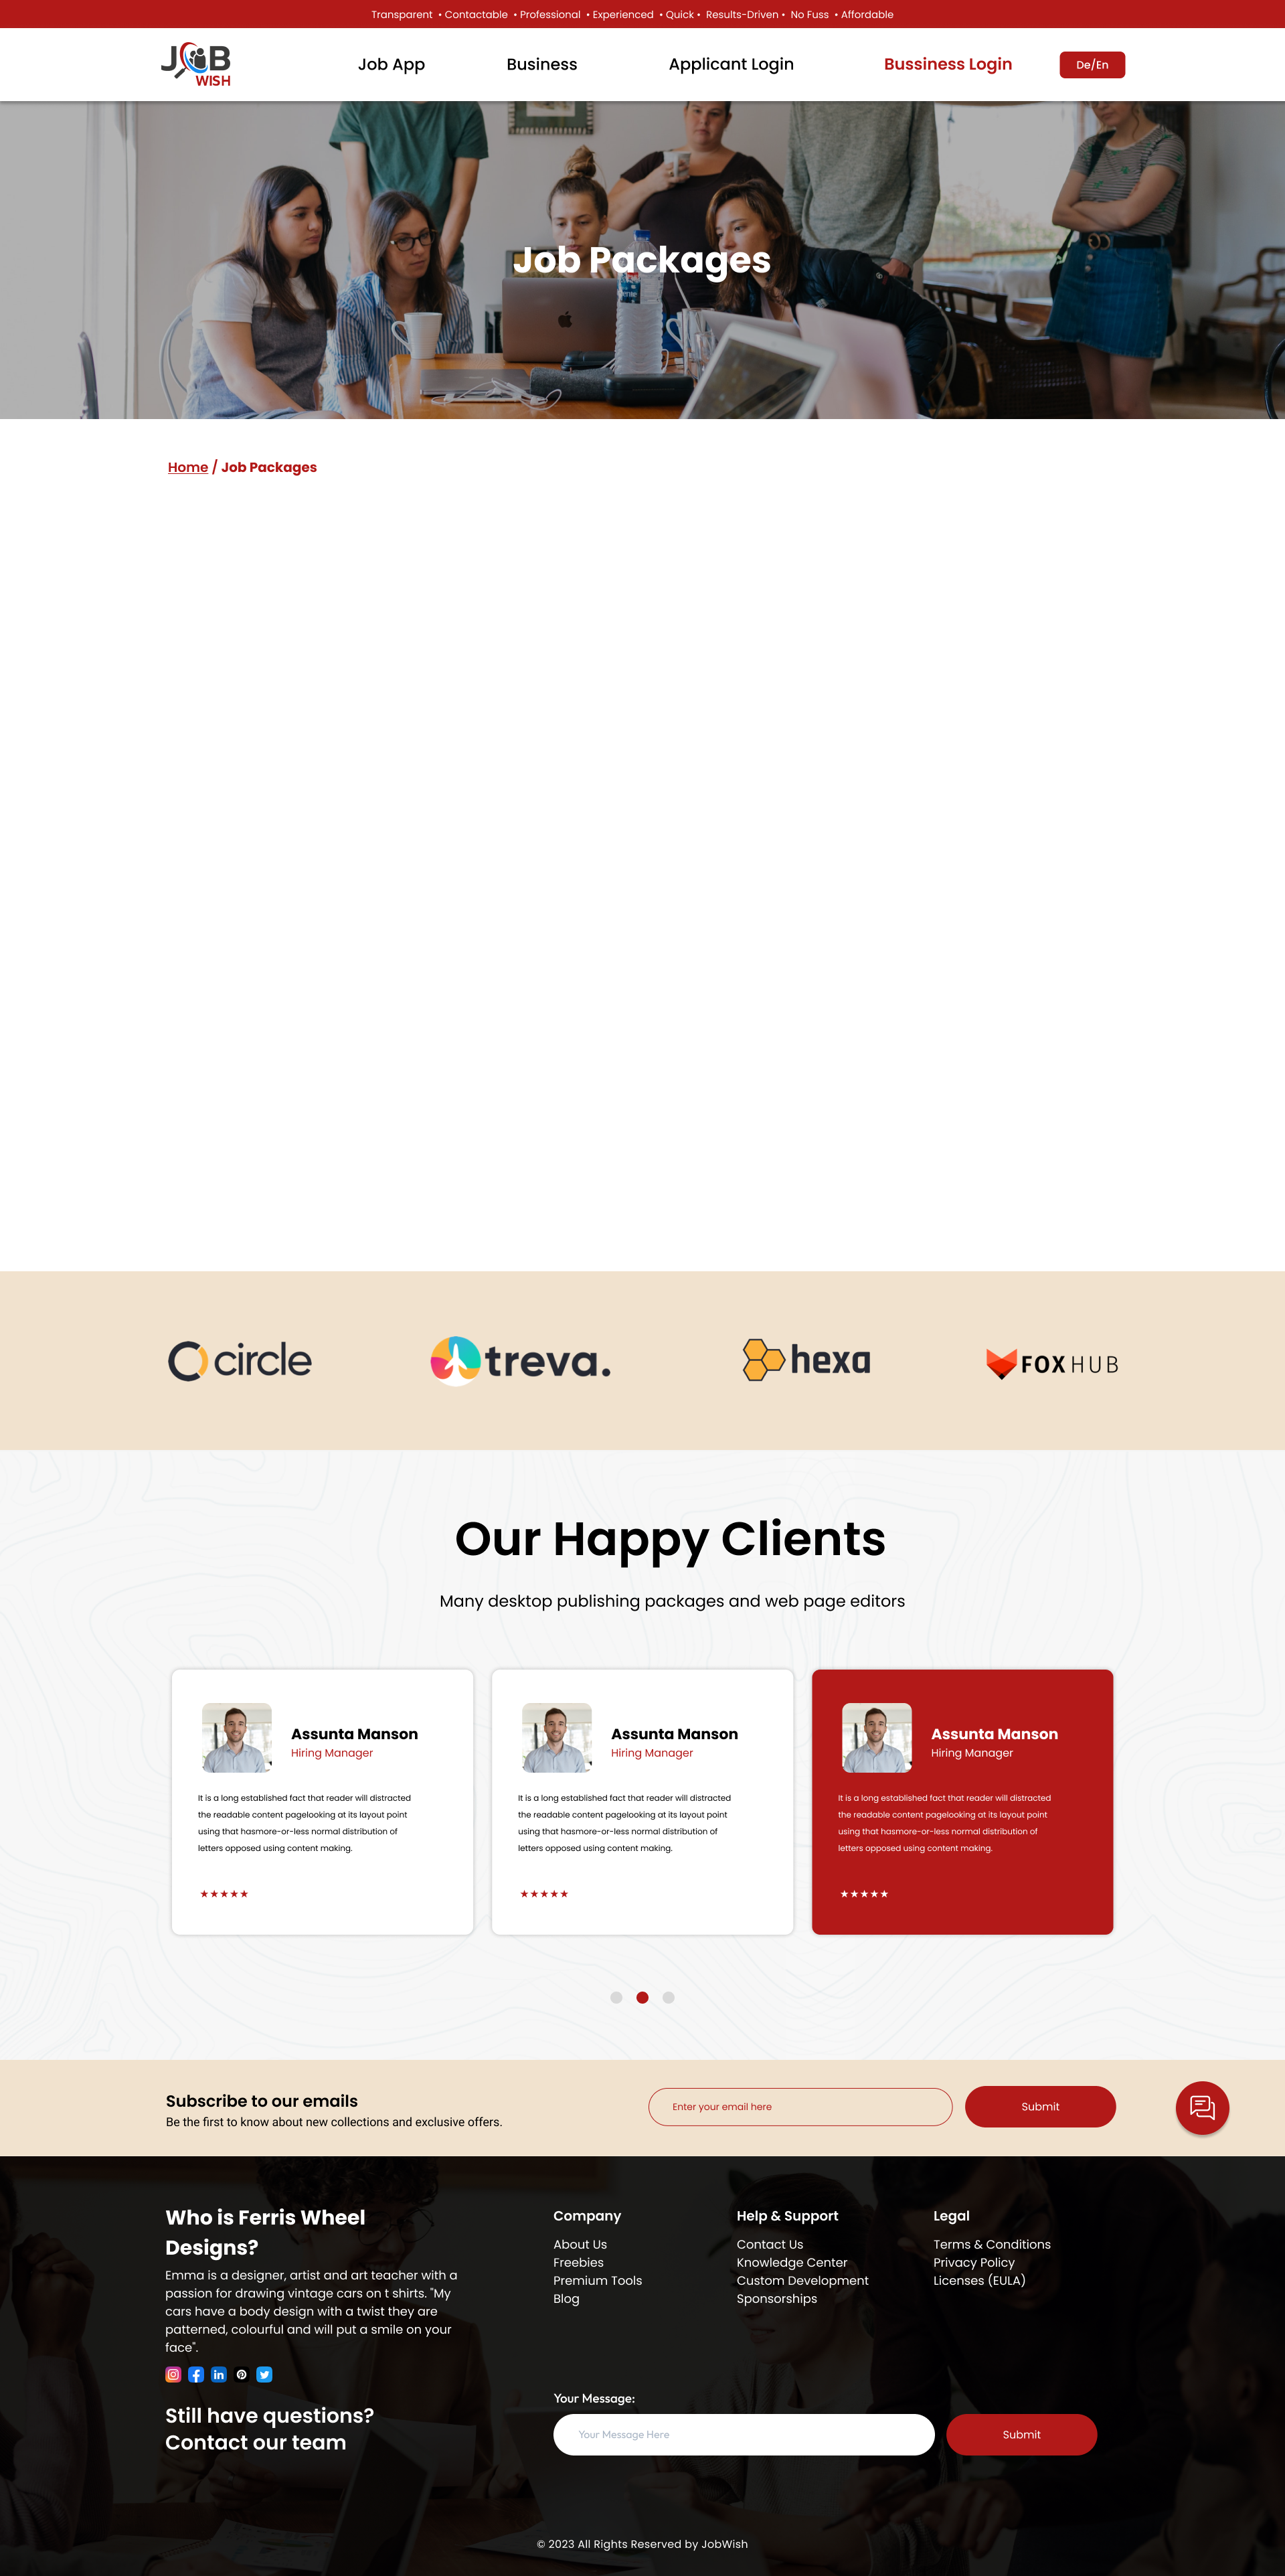 Transparent • Contactable • Professional • Experienced • Quick • Results-Driven • No Fuss • Affordable
JOB
WISH
Job App
Business
Applicant Login
Bussiness Login
De/En
Job Packages
Home / Job Packages
circle
treva.
hexa
FOXHUB
Our Happy Clients
Many desktop publishing packages and web page editors
Assunta Manson
Hiring Manager
It is a long established fact that reader will distracted
the readable content pagelooking at its layout point
using that hasmore-or-less normal distribution of
letters opposed using content making.
★★★★★
Assunta Manson
Hiring Manager
It is a long established fact that reader will distracted
the readable content pagelooking at its layout point
using that hasmore-or-less normal distribution of
letters opposed using content making.
★★★★★
Assunta Manson
Hiring Manager
It is a long established fact that reader will distracted
the readable content pagelooking at its layout point
using that hasmore-or-less normal distribution of
letters opposed using content making.
★★★★★
Subscribe to our emails
Be the first to know about new collections and exclusive offers.
Enter your email here
Submit
Who is Ferris Wheel
Designs?
Emma is a designer, artist and art teacher with a
passion for drawing vintage cars on t shirts. "My
cars have a body design with a twist they are
patterned, colourful and will put a smile on your
face".
Still have questions?
Contact our team
Company
About Us
Freebies
Premium Tools
Blog
Help & Support
Contact Us
Knowledge Center
Custom Development
Sponsorships
Legal
Terms & Conditions
Privacy Policy
Licenses (EULA)
Your Message:
Your Message Here
Submit
© 2023 All Rights Reserved by JobWish